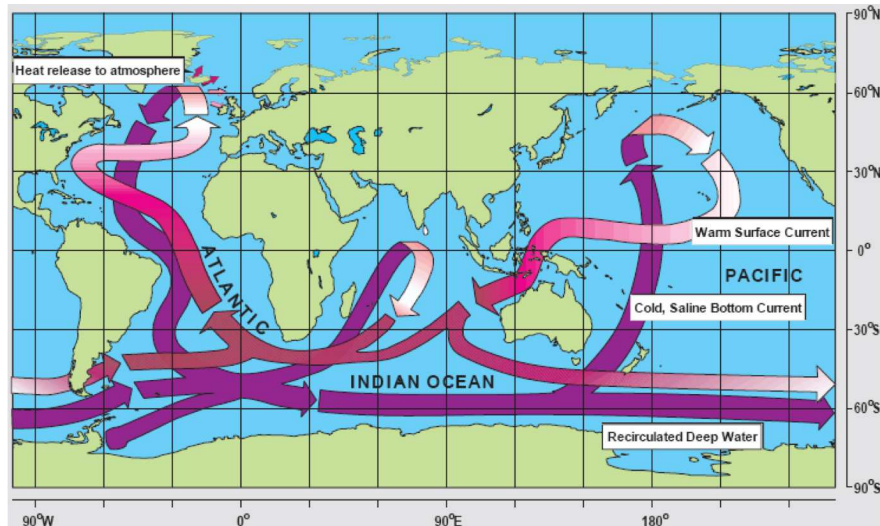 90°N
Heat release to atmosphere
60°N
30°N
Warm Surface Current
0°
ATLANTIC
PACIFIC
Cold, Saline Bottom Current
30°S
INDIAN OCEAN
60°S
Recirculated Deep Water
90°S
90°W 0° 90°E 180°